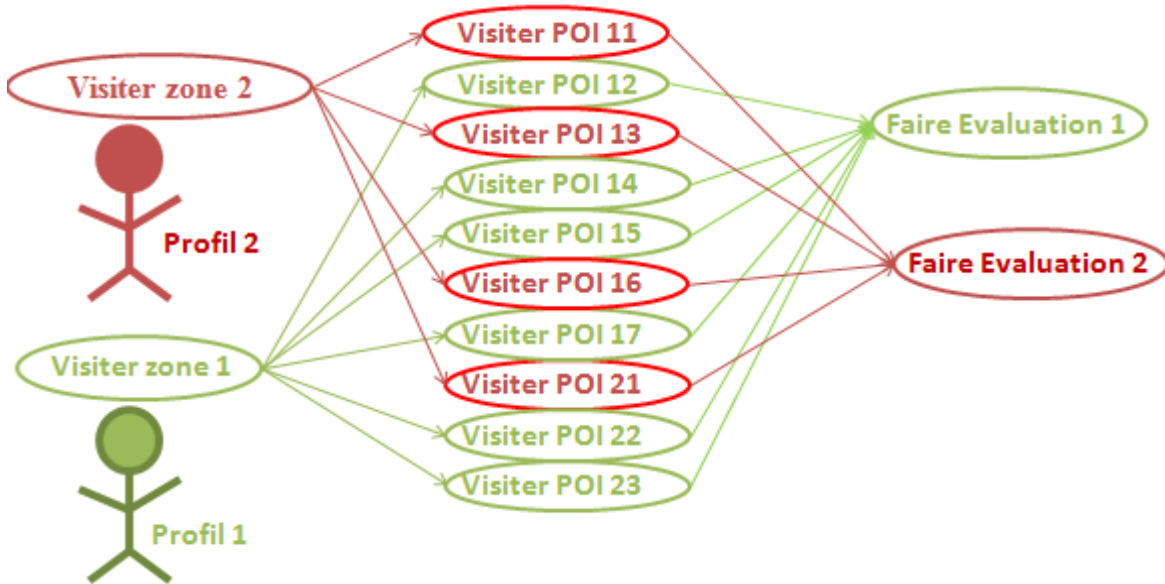 Visiter POI 11
Visiter zone 2
Visiter POI 12
Visiter POI 13
Faire Evaluation 1
Visiter POI 14
Visiter POI 15
Profil 2
Faire Evaluation 2
Visiter POI 16
Visiter POI 17
Visiter zone 1
Visiter POI 21
Visiter POI 22
Visiter POI 23
Profil 1